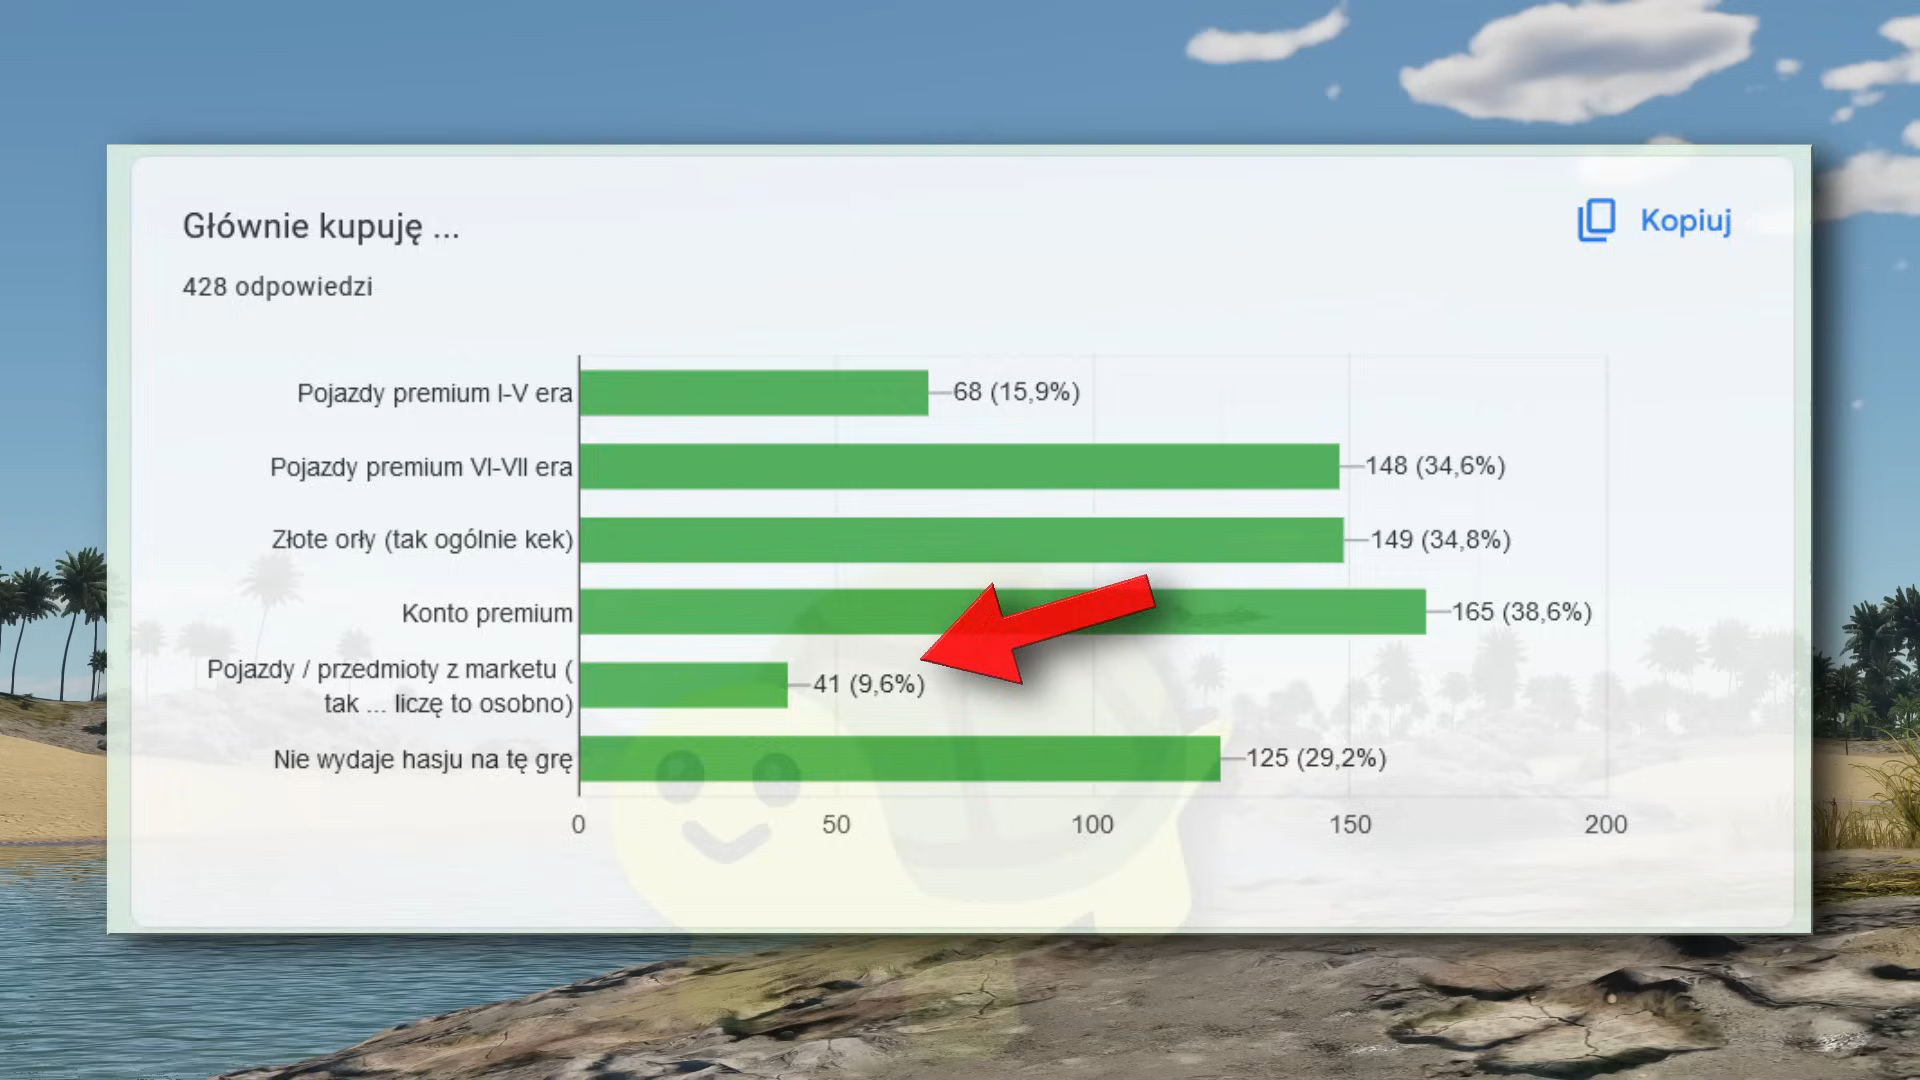 Głównie kupuję ...
Kopiuj
428 odpowiedzi
Pojazdy premium I-V era
68 (15,9%)
Pojazdy premium VI-VII era
148 (34,6%)
Złote orły (tak ogólnie kek)
149 (34,8%)
Konto premium
165 (38,6%)
Pojazdy / przedmioty z marketu (
tak ... liczę to osobno)
41 (9,6%)
Nie wydaje hasju na tę grę
125 (29,2%)
0 50 100 150 200